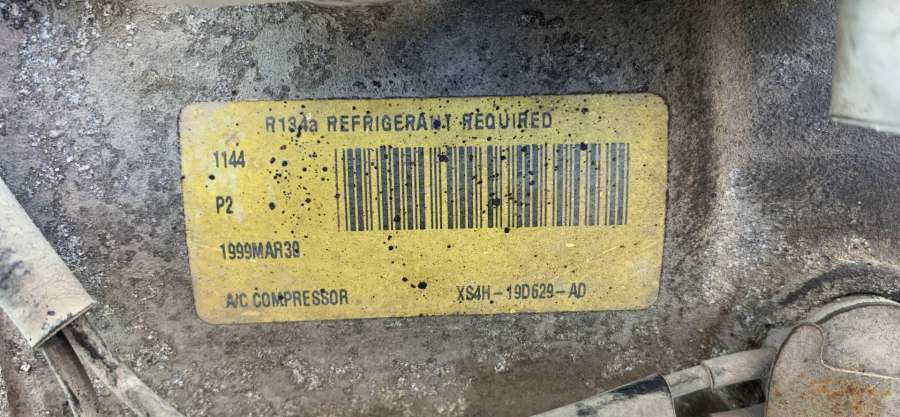 R134a REFRIGERANT REQUIRED
1144
P2
1999MAR30
A/C COMPRESSOR XS4H-19D629-AD